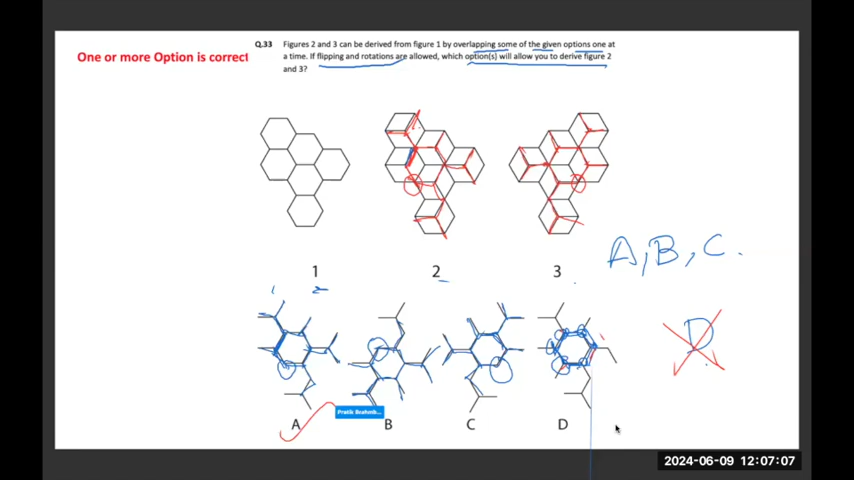 One or more Option is correct
Q.33 Figures 2 and 3 can be derived from figure 1 by overlapping some of the given options one at
a time. If flipping and rotations are allowed, which option(s) will allow you to derive figure 2
and 3?
1 2 3
A, B, C.
D
Pratik Brahmb...
A B C D
2024-06-09 12:07:07